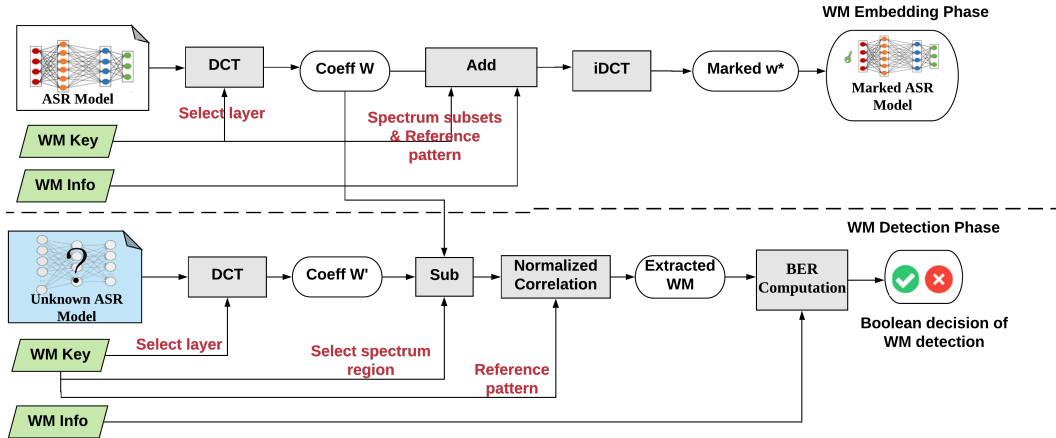 WM Embedding Phase
ASR Model
DCT
Coeff W
Add
iDCT
Marked w*
Marked ASR
Model
Select layer
Spectrum subsets
& Reference
pattern
WM Key
WM Info
WM Detection Phase
?
Unknown ASR
Model
DCT
Coeff W'
Sub
Normalized
Correlation
Extracted
WM
BER
Computation
Boolean decision of
WM detection
WM Key
Select layer
Select spectrum
region
Reference
pattern
WM Info